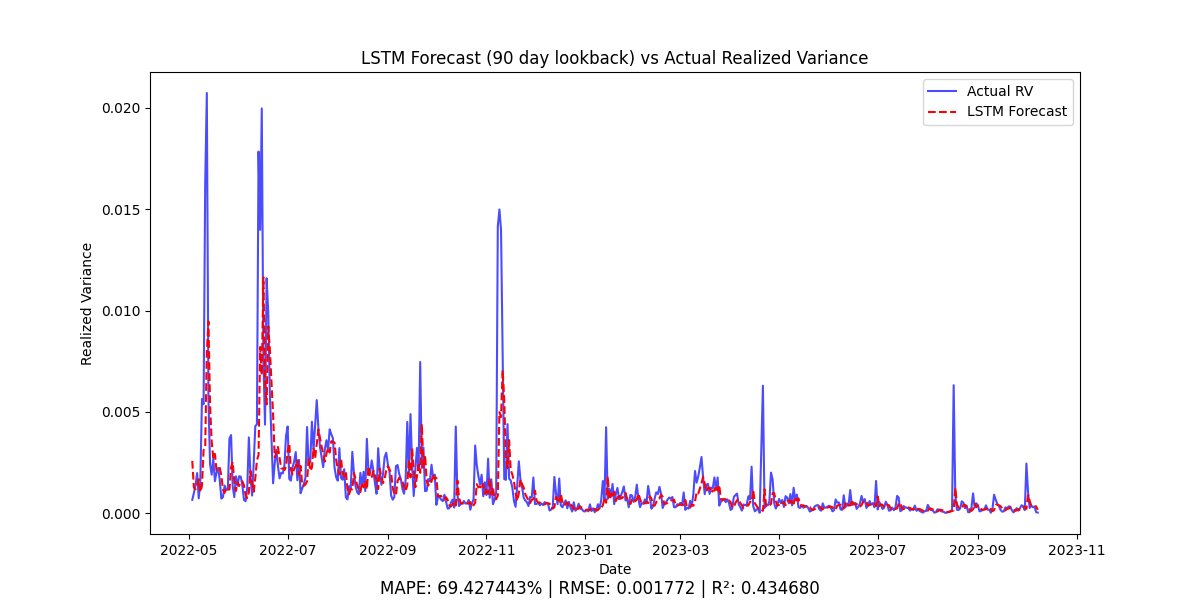 LSTM Forecast (90 day lookback) vs Actual Realized Variance
Actual RV
LSTM Forecast
Realized Variance
0.020
0.015
0.010
0.005
0.000
2022-05 2022-07 2022-09 2022-11 2023-01 2023-03 2023-05 2023-07 2023-09 2023-11
Date
MAPE: 69.427443% | RMSE: 0.001772 | R²: 0.434680